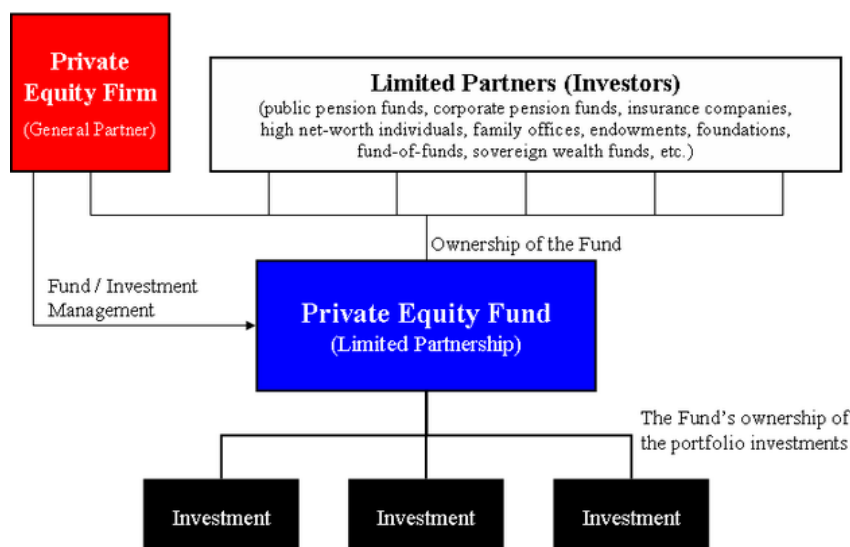 Private
Equity Firm
(General Partner)
Limited Partners (Investors)
(public pension funds, corporate pension funds, insurance companies,
high net-worth individuals, family offices, endowments, foundations,
fund-of-funds, sovereign wealth funds, etc.)
Ownership of the Fund
Fund / Investment
Management
Private Equity Fund
(Limited Partnership)
The Fund's ownership of
the portfolio investments
Investment
Investment
Investment